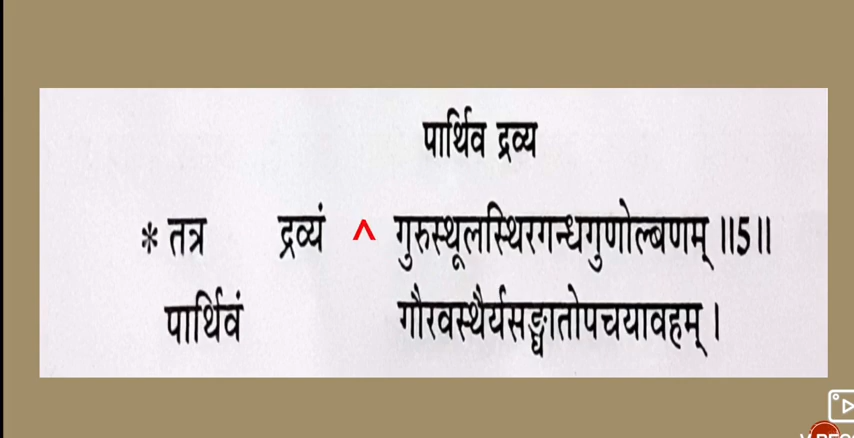 पार्थिव द्रव्य
* तत्र द्रव्यं ^ गुरुस्थूलस्थिरगन्धगुणोल्बणम् ॥5॥
पार्थिवं गौरवस्थैर्यसङ्घातोपचयावहम् ।